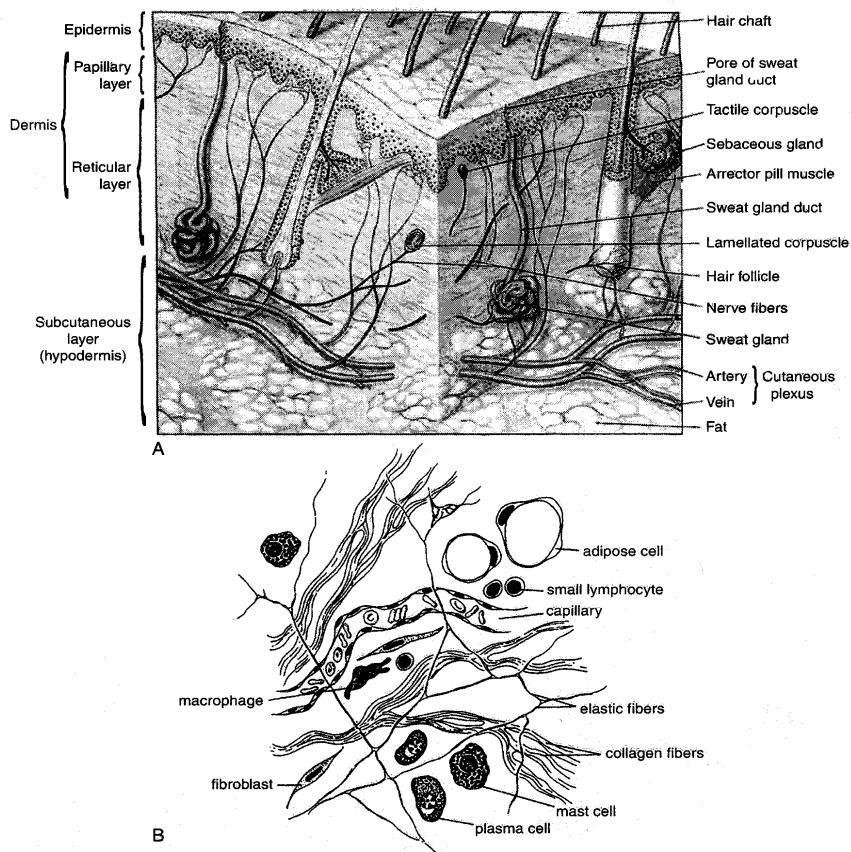 Epidermis
Papillary
layer
Dermis
Reticular
layer
Subcutaneous
layer
(hypodermis)
Hair chaft
Pore of sweat
gland duct
Tactile corpuscle
Sebaceous gland
Arrector pill muscle
Sweat gland duct
Lamellated corpuscle
Hair follicle
Nerve fibers
Sweat gland
Artery
Vein
Cutaneous
plexus
Fat
A
adipose cell
small lymphocyte
capillary
macrophage
elastic fibers
collagen fibers
fibroblast
mast cell
plasma cell
B